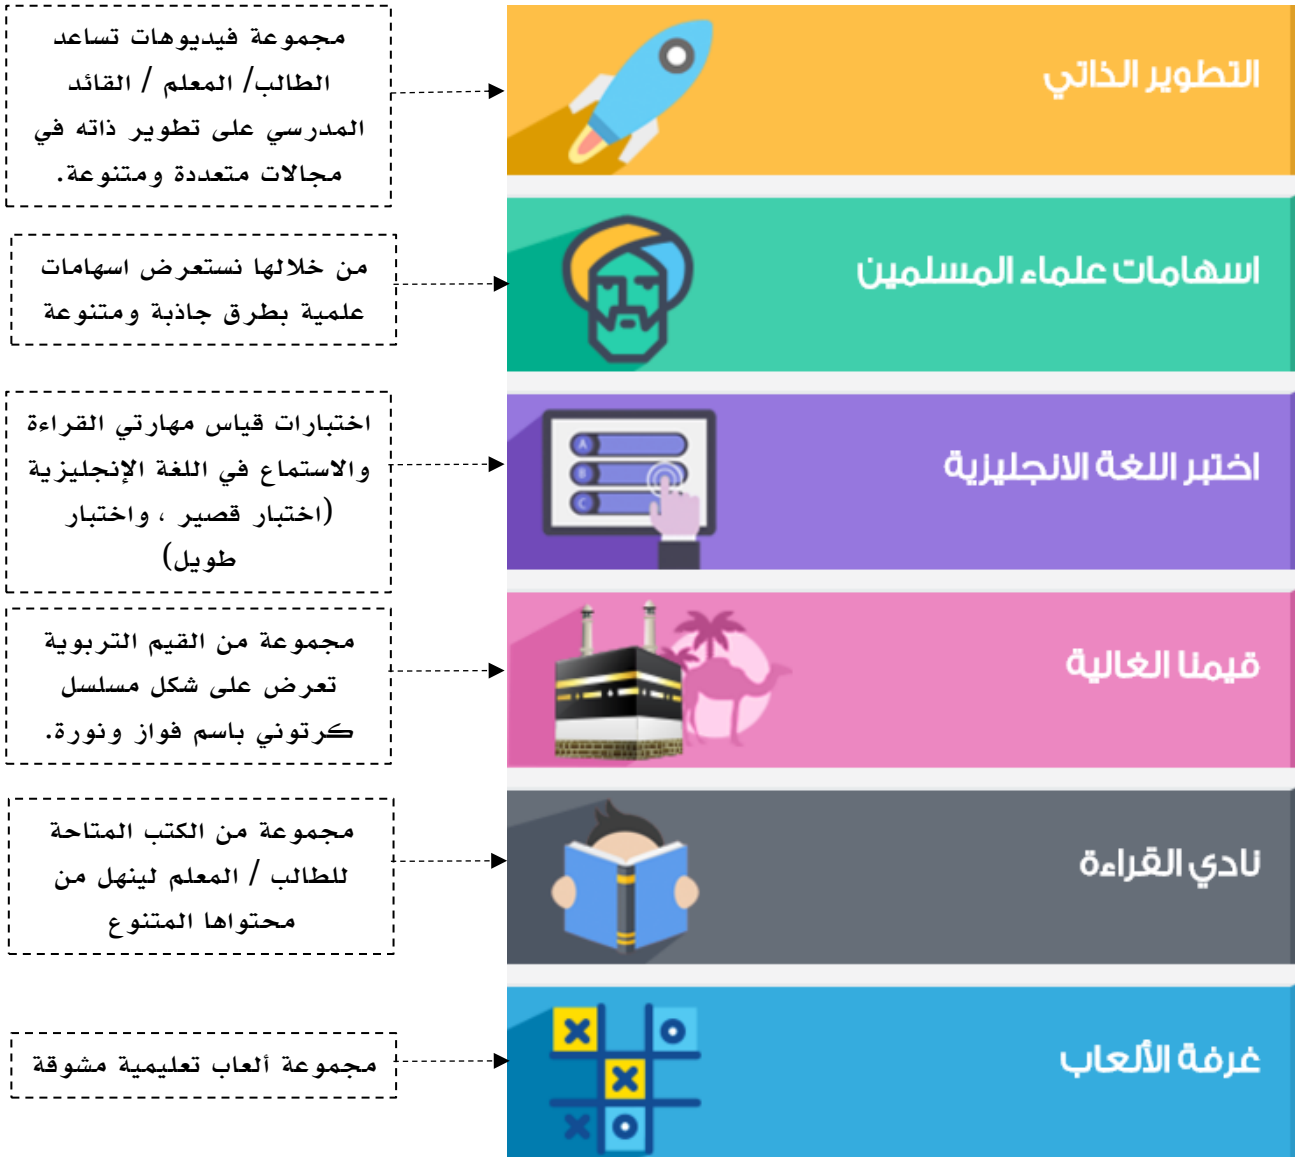 التطوير الذاتي
مجموعة فيديوهات تساعد
الطالب/ المعلم / القائد
المدرسي على تطوير ذاته في
مجالات متعددة ومتنوعة.
اسهامات علماء المسلمين
من خلالها نستعرض اسهامات
علمية بطرق جاذبة ومتنوعة
اختبر اللغة الانجليزية
A
B
C
اختبارات قياس مهارتي القراءة
والاستماع في اللغة الإنجليزية
(اختبار قصير ، واختبار
طويل)
قيمنا الغالية
مجموعة من القيم التربوية
تعرض على شكل مسلسل
كرتوني باسم فواز ونورة.
نادي القراءة
مجموعة من الكتب المتاحة
للطالب / المعلم لينهل من
محتواها المتنوع
غرفة الألعاب
مجموعة ألعاب تعليمية مشوقة